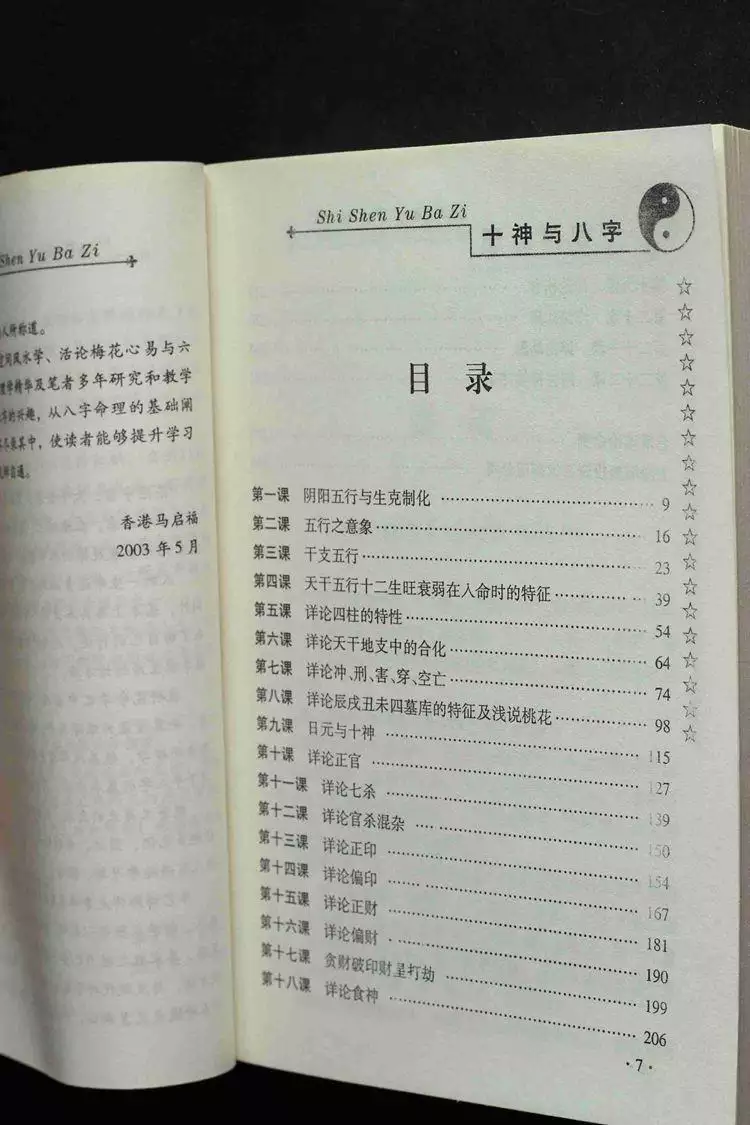 Shen Yu Ba Zi
人所称道。
空间风水学、活论梅花心易与六
理学精华及笔者多年研究和教学
的兴趣，从八字命理的基础阐
其中，使读者能够提升学习
自通。
香港马启福
2003 年 5 月
Shi Shen Yu Ba Zi
十神与八字
目录
第一课 阴阳五行与生克制化 9
第二课 五行之意象 16
第三课 干支五行 23
第四课 天干五行十二生旺衰弱在入命时的特征 39
第五课 详论四柱的特性 54
第六课 详论天干地支中的合化 64
第七课 详论冲、刑、害、穿、空亡 74
第八课 详论辰戌丑未四墓库的特征及浅说桃花 98
第九课 日元与十神 115
第十课 详论正官 127
第十一课 详论七杀 139
第十二课 详论官杀混杂 150
第十三课 详论正印 154
第十四课 详论偏印 167
第十五课 详论正财 181
第十六课 详论偏财 190
第十七课 贪财破印财星打劫 199
第十八课 详论食神 206
·7·